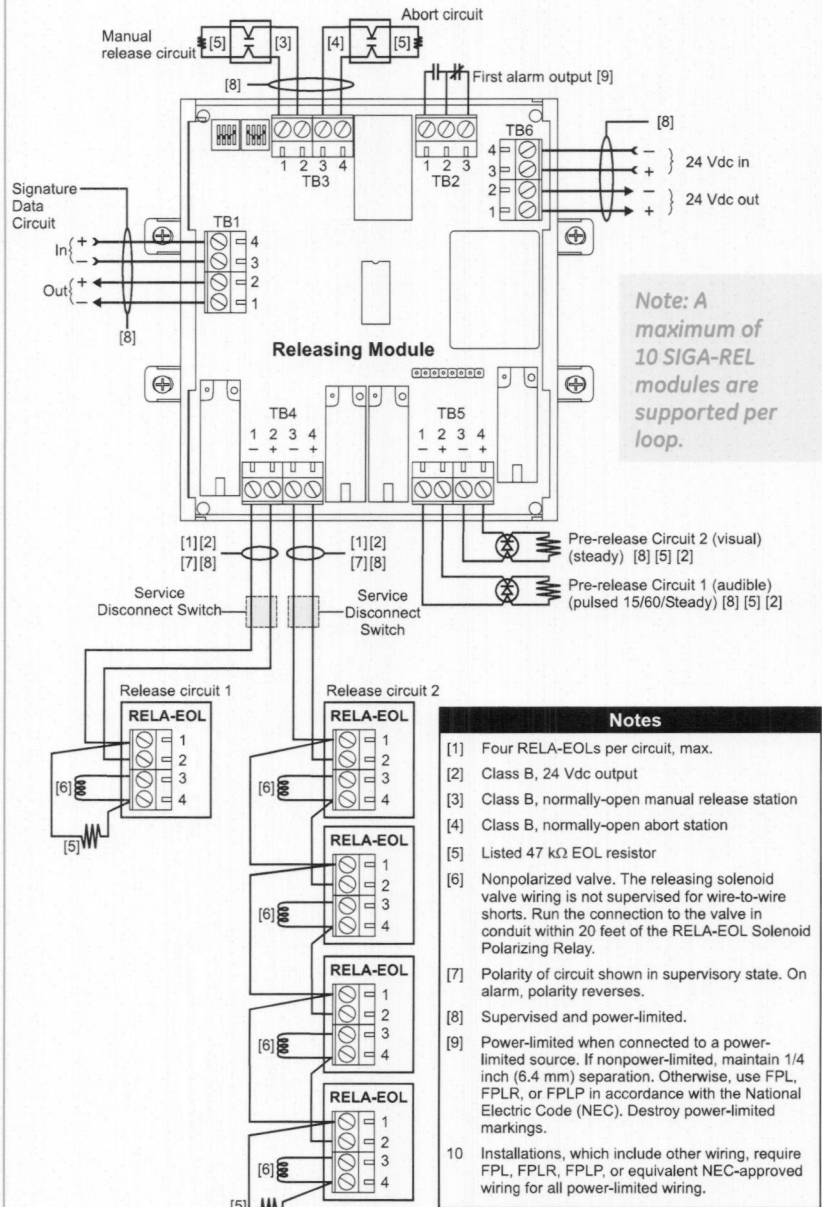 Abort circuit
Manual
release circuit
[5]
[3]
[4]
[5]
[8]
First alarm output [9]
1 2 3 4
TB3
1 2 3
TB2
TB6
4
3
2
1
[8]
−
+
24 Vdc in
−
+
24 Vdc out
Signature
Data
Circuit
In
+
−
Out
+
−
[8]
TB1
4
3
2
1
Releasing Module
Note: A
maximum of
10 SIGA-REL
modules are
supported per
loop.
TB4
1 2 3 4
− + − +
TB5
1 2 3 4
− + − +
[1][2]
[7][8]
[1][2]
[7][8]
Pre-release Circuit 2 (visual)
(steady) [8] [5] [2]
Pre-release Circuit 1 (audible)
(pulsed 15/60/Steady) [8] [5] [2]
Service
Disconnect Switch
Service
Disconnect
Switch
Release circuit 1
RELA-EOL
1
2
3
4
[6]
[5]
Release circuit 2
RELA-EOL
1
2
3
4
[6]
RELA-EOL
1
2
3
4
[6]
RELA-EOL
1
2
3
4
[6]
RELA-EOL
1
2
3
4
[6]
[5]
Notes
[1] Four RELA-EOLs per circuit, max.
[2] Class B, 24 Vdc output
[3] Class B, normally-open manual release station
[4] Class B, normally-open abort station
[5] Listed 47 kΩ EOL resistor
[6] Nonpolarized valve. The releasing solenoid
valve wiring is not supervised for wire-to-wire
shorts. Run the connection to the valve in
conduit within 20 feet of the RELA-EOL Solenoid
Polarizing Relay.
[7] Polarity of circuit shown in supervisory state. On
alarm, polarity reverses.
[8] Supervised and power-limited.
[9] Power-limited when connected to a power-
limited source. If nonpower-limited, maintain 1/4
inch (6.4 mm) separation. Otherwise, use FPL,
FPLR, or FPLP in accordance with the National
Electric Code (NEC). Destroy power-limited
markings.
10 Installations, which include other wiring, require
FPL, FPLR, FPLP, or equivalent NEC-approved
wiring for all power-limited wiring.